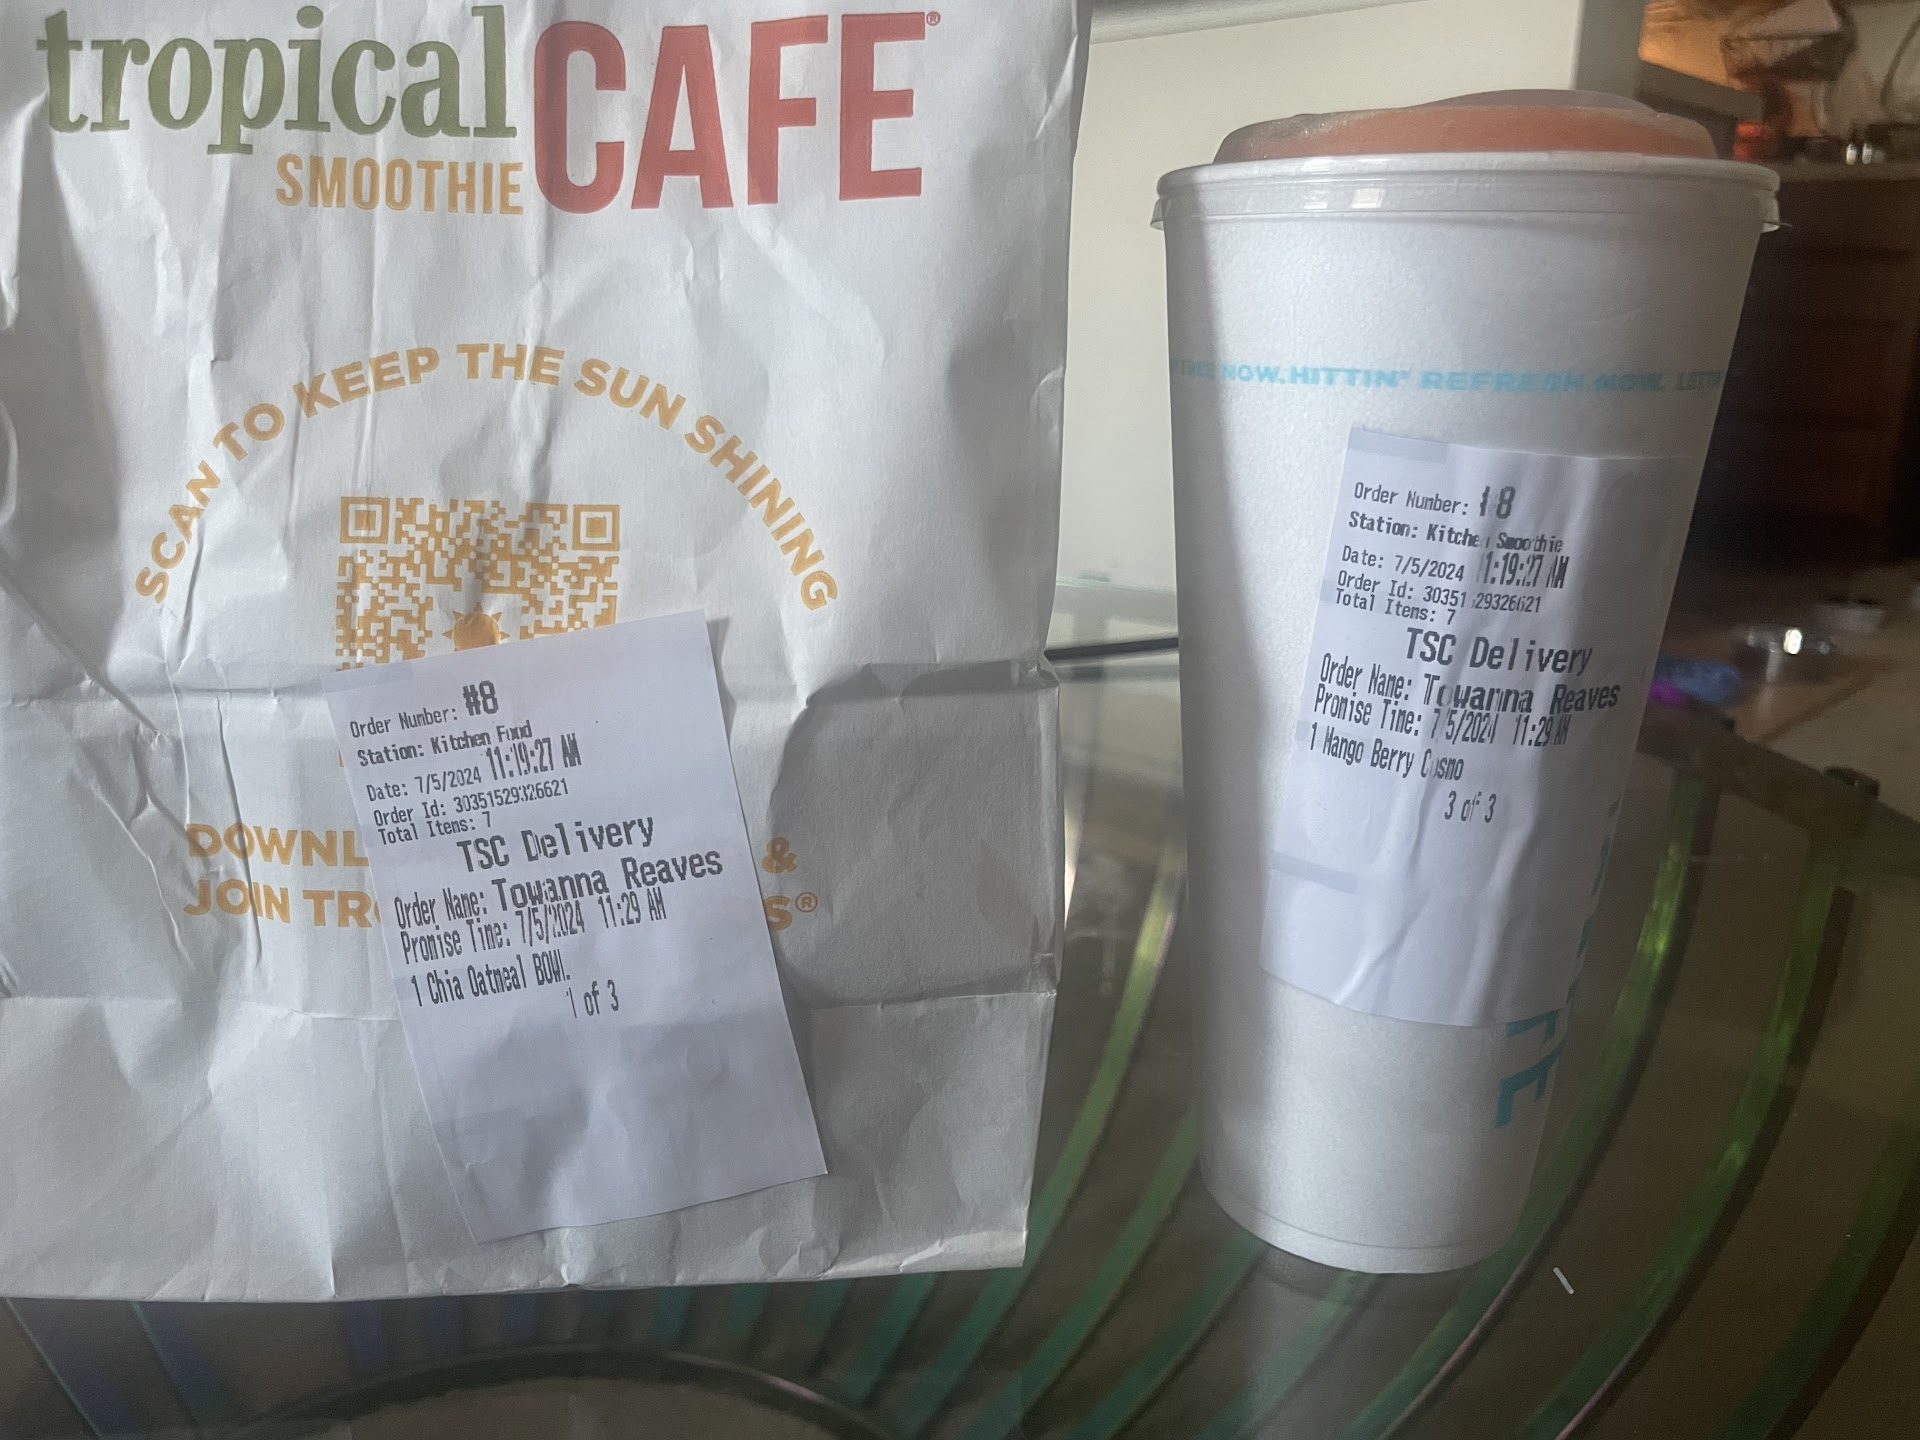 tropical
SMOOTHIE
CAFE®
SCAN TO KEEP THE SUN SHINING
DOWNL &
JOIN TR S®
Order Number: #8
Station: Kitchen Food
Date: 7/5/2024 11:19:27 AM
Order Id: 30351529326621
Total Items: 7
TSC Delivery
Order Name: Towanna Reaves
Promise Time: 7/5/2024 11:29 AM
1 Chia Oatmeal BOWL
1 of 3
NOW. HITTIN' REFRESH NOW. LETT
Order Number: #8
Station: Kitchen Smoothie
Date: 7/5/2024 11:19:27 AM
Order Id: 30351529326621
Total Items: 7
TSC Delivery
Order Name: Towanna Reaves
Promise Time: 7/5/2024 11:29 AM
1 Mango Berry Cosmo
3 of 3